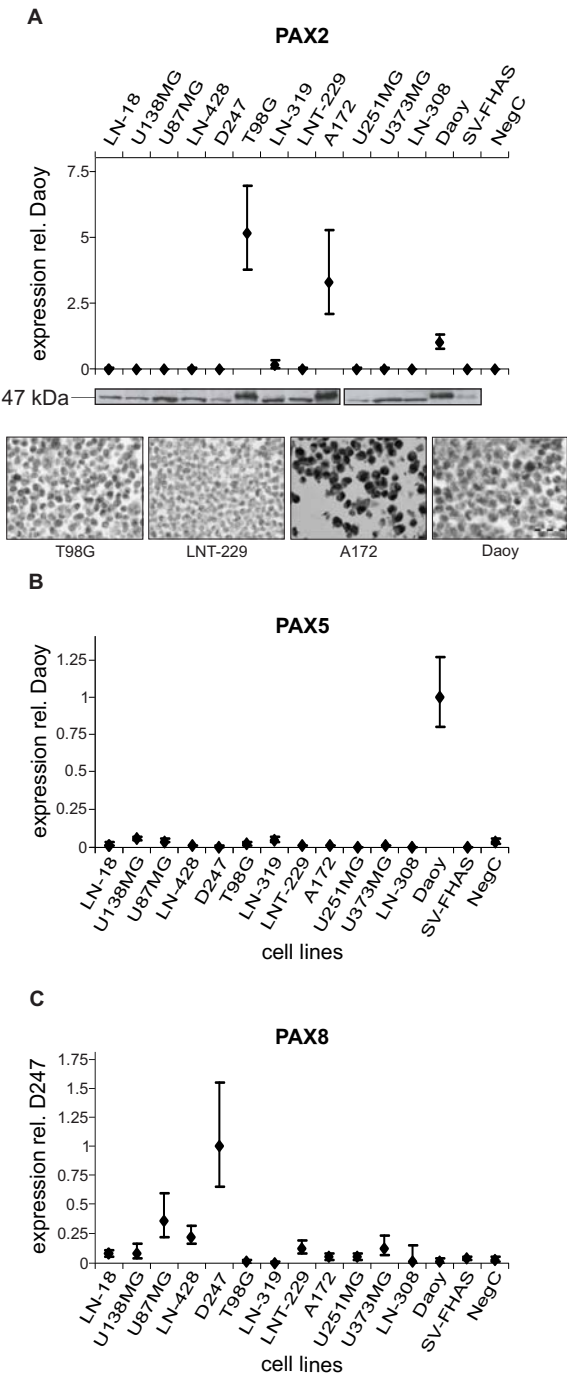 A
PAX2
LN-18 U138MG U87MG LN-428 D247 T98G LN-319 LNT-229 A172 U251MG U373MG LN-308 Daoy SV-FHAS NegC
expression rel. Daoy
7.5
5
2.5
0
47 kDa
T98G LNT-229 A172 Daoy
B
PAX5
expression rel. Daoy
1.25
1
0.75
0.5
0.25
0
LN-18 U138MG U87MG LN-428 D247 T98G LN-319 LNT-229 A172 U251MG U373MG LN-308 Daoy SV-FHAS NegC
cell lines
C
PAX8
expression rel. D247
1.75
1.5
1.25
1
0.75
0.5
0.25
0
LN-18 U138MG U87MG LN-428 D247 T98G LN-319 LNT-229 A172 U251MG U373MG LN-308 Daoy SV-FHAS NegC
cell lines